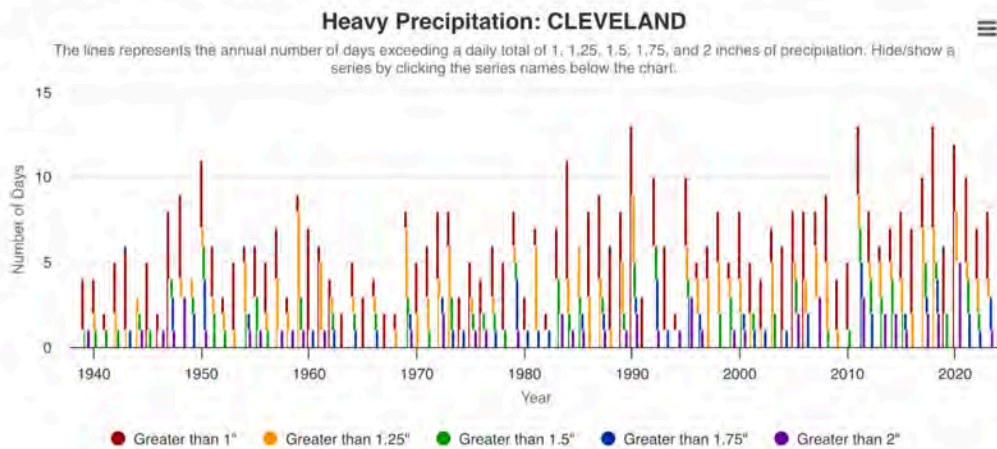 Heavy Precipitation: CLEVELAND
The lines represents the annual number of days exceeding a daily total of 1, 1.25, 1.5, 1.75, and 2 inches of precipitation. Hide/show a
series by clicking the series names below the chart.
15
10
5
0
Number of Days
1940 1950 1960 1970 1980 1990 2000 2010 2020
Year
Greater than 1" Greater than 1.25" Greater than 1.5" Greater than 1.75" Greater than 2"